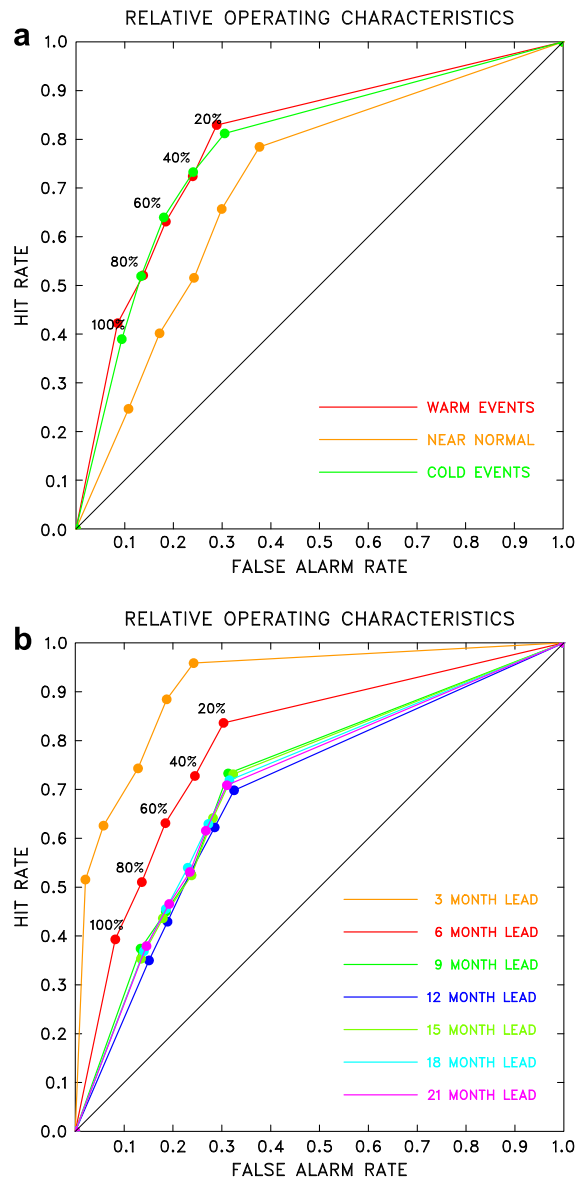 RELATIVE OPERATING CHARACTERISTICS
a
1.0
0.9
0.8
0.7
0.6
0.5
0.4
0.3
0.2
0.1
0.0
HIT RATE
20%
40%
60%
80%
100%
WARM EVENTS
NEAR NORMAL
COLD EVENTS
0.1 0.2 0.3 0.4 0.5 0.6 0.7 0.8 0.9 1.0
FALSE ALARM RATE
RELATIVE OPERATING CHARACTERISTICS
b
1.0
0.9
0.8
0.7
0.6
0.5
0.4
0.3
0.2
0.1
0.0
HIT RATE
20%
40%
60%
80%
100%
3 MONTH LEAD
6 MONTH LEAD
9 MONTH LEAD
12 MONTH LEAD
15 MONTH LEAD
18 MONTH LEAD
21 MONTH LEAD
0.1 0.2 0.3 0.4 0.5 0.6 0.7 0.8 0.9 1.0
FALSE ALARM RATE